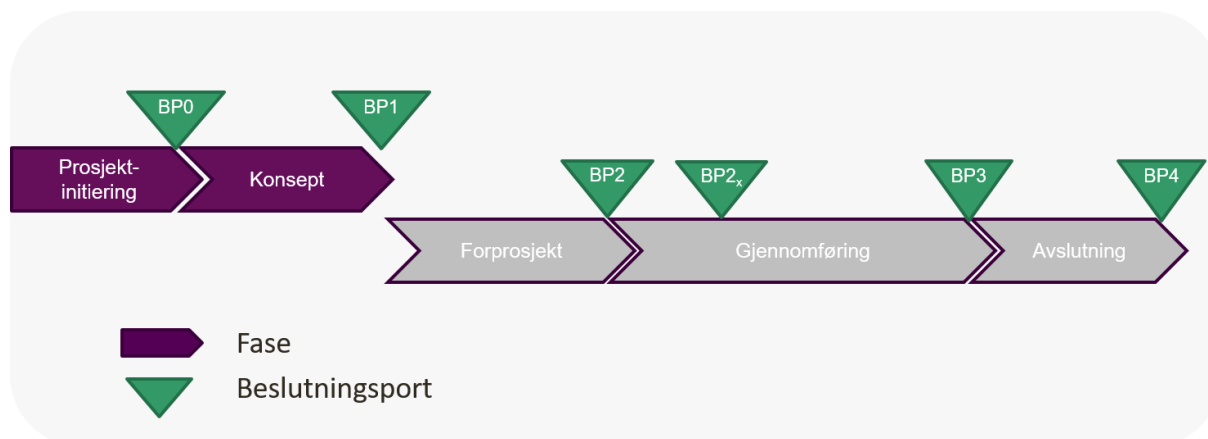 BP0
BP1
Prosjekt-
initiering
Konsept
BP2
BP2x
BP3
BP4
Forprosjekt
Gjennomføring
Avslutning
Fase
Beslutningsport